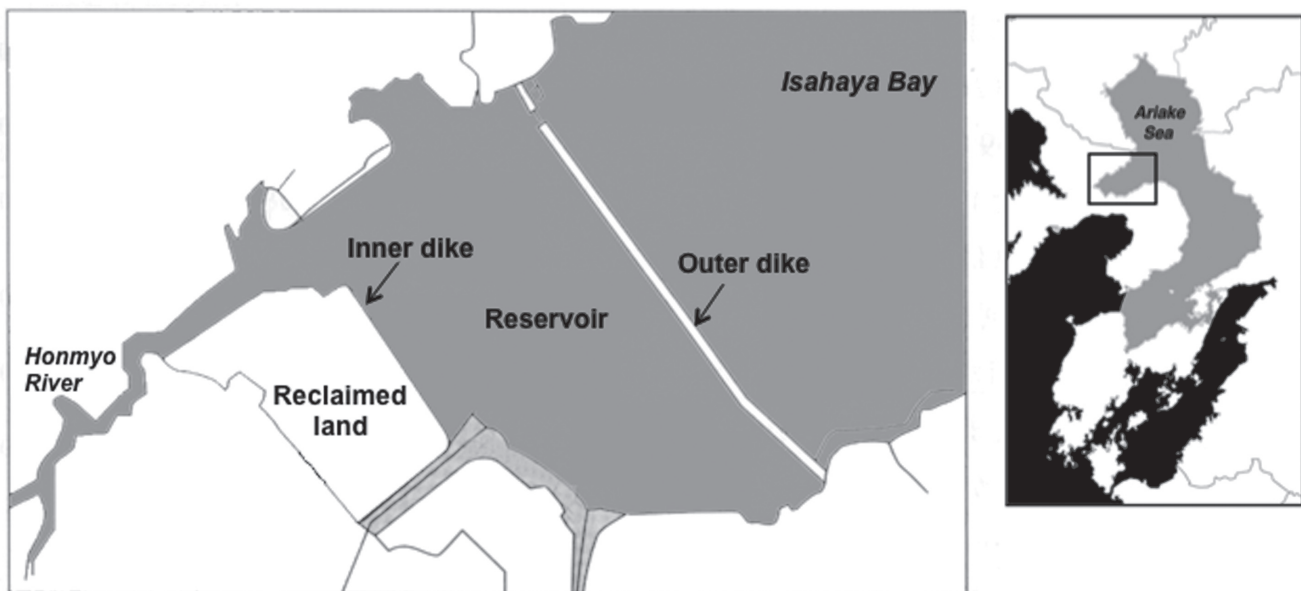 Isahaya Bay
Inner dike
Outer dike
Reservoir
Honmyo
River
Reclaimed
land
Ariake
Sea